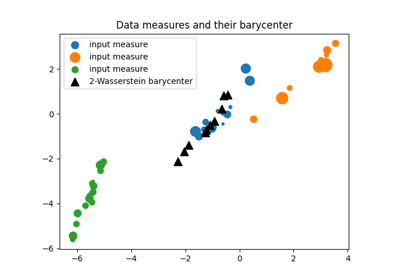 Data measures and their barycenter
input measure
input measure
input measure
2-Wasserstein barycenter
2
0
−2
−4
−6
−6
−4
−2
0
2
4